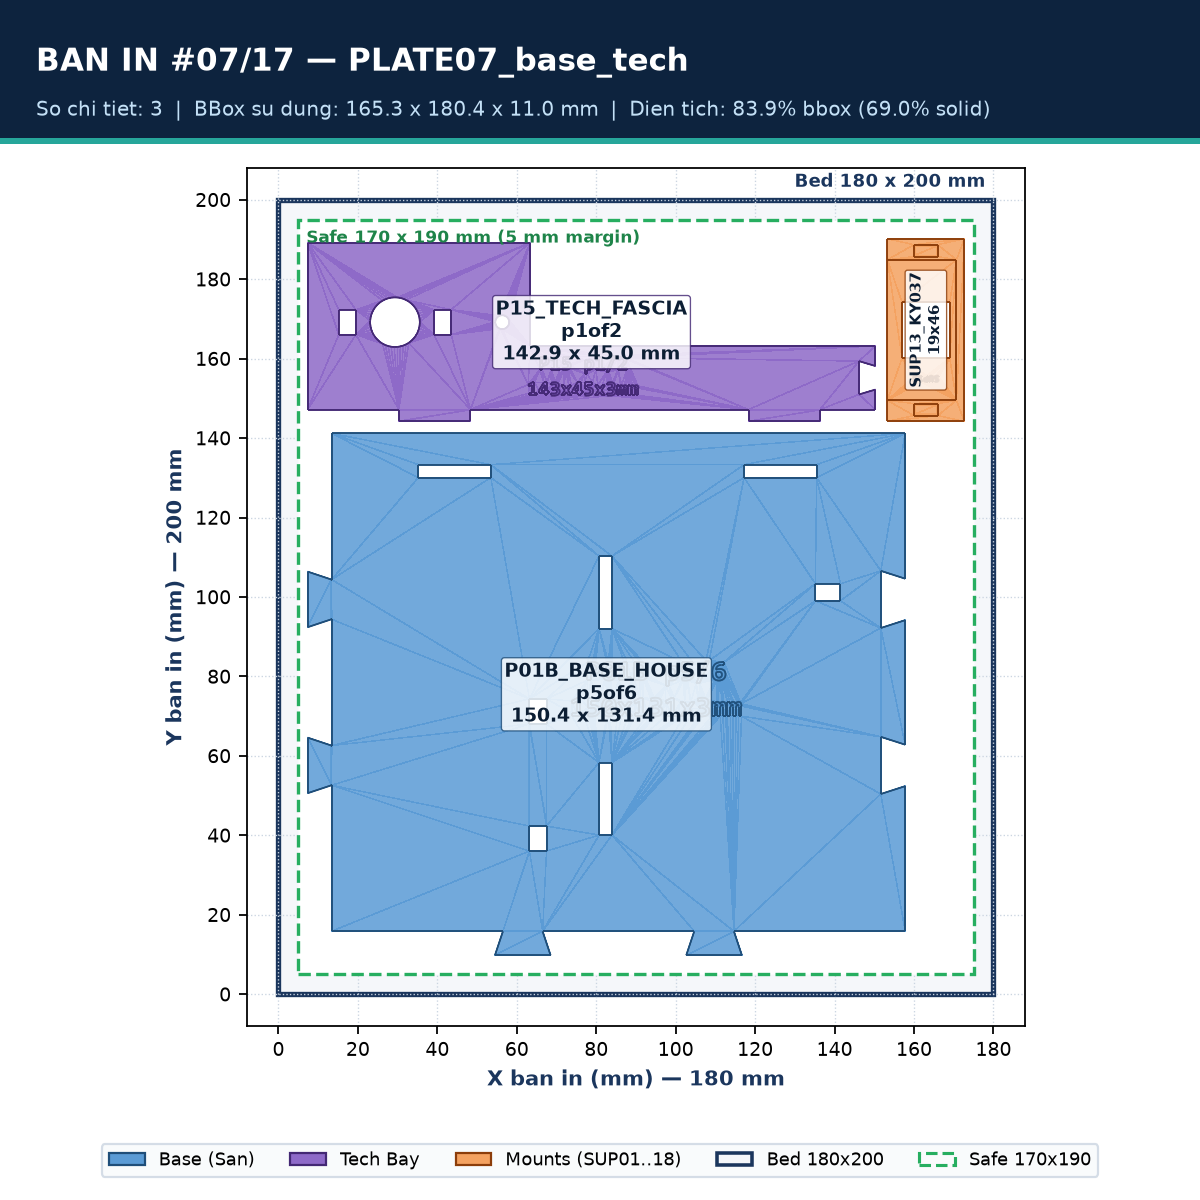 BAN IN #07/17 — PLATE07_base_tech
So chi tiet: 3 | BBox su dung: 165.3 x 180.4 x 11.0 mm | Dien tich: 83.9% bbox (69.0% solid)
Bed 180 x 200 mm
Safe 170 x 190 mm (5 mm margin)
P15_TECH_FASCIA
p1of2
142.9 x 45.0 mm
143x45x3mm
SUP13_KY037
19x46
P01B_BASE_HOUSE
p5of6
150.4 x 131.4 mm
200
180
160
140
120
100
80
60
40
20
0
Y ban in (mm) — 200 mm
0 20 40 60 80 100 120 140 160 180
X ban in (mm) — 180 mm
Base (San) Tech Bay Mounts (SUP01..18) Bed 180x200 Safe 170x190